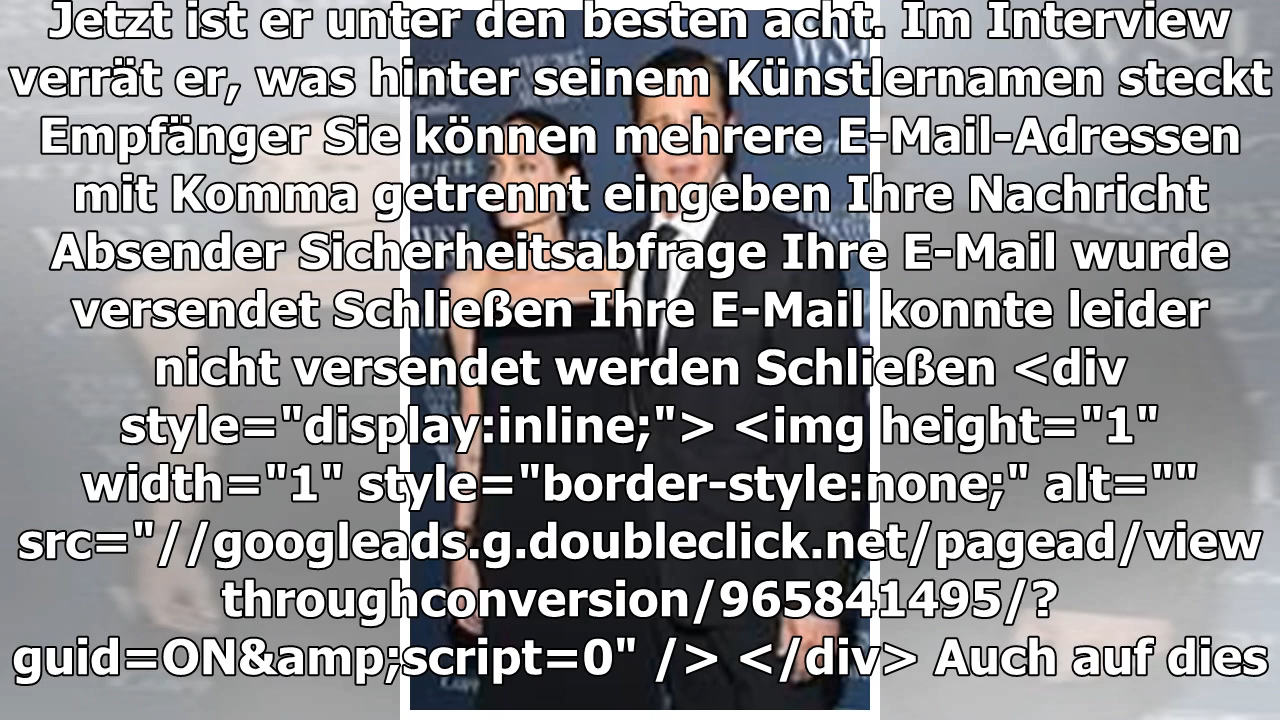 Jetzt ist er unter den besten acht. Im Interview
verrät er, was hinter seinem Künstlernamen steckt
Empfänger Sie können mehrere E-Mail-Adressen
mit Komma getrennt eingeben Ihre Nachricht
Absender Sicherheitsabfrage Ihre E-Mail wurde
versendet Schließen Ihre E-Mail konnte leider
nicht versendet werden Schließen <div
style="display:inline;"> <img height="1"
width="1" style="border-style:none;" alt=""
src="//googleads.g.doubleclick.net/pagead/view
throughconversion/965841495/?
guid=ON&amp;script=0" /> </div> Auch auf dies